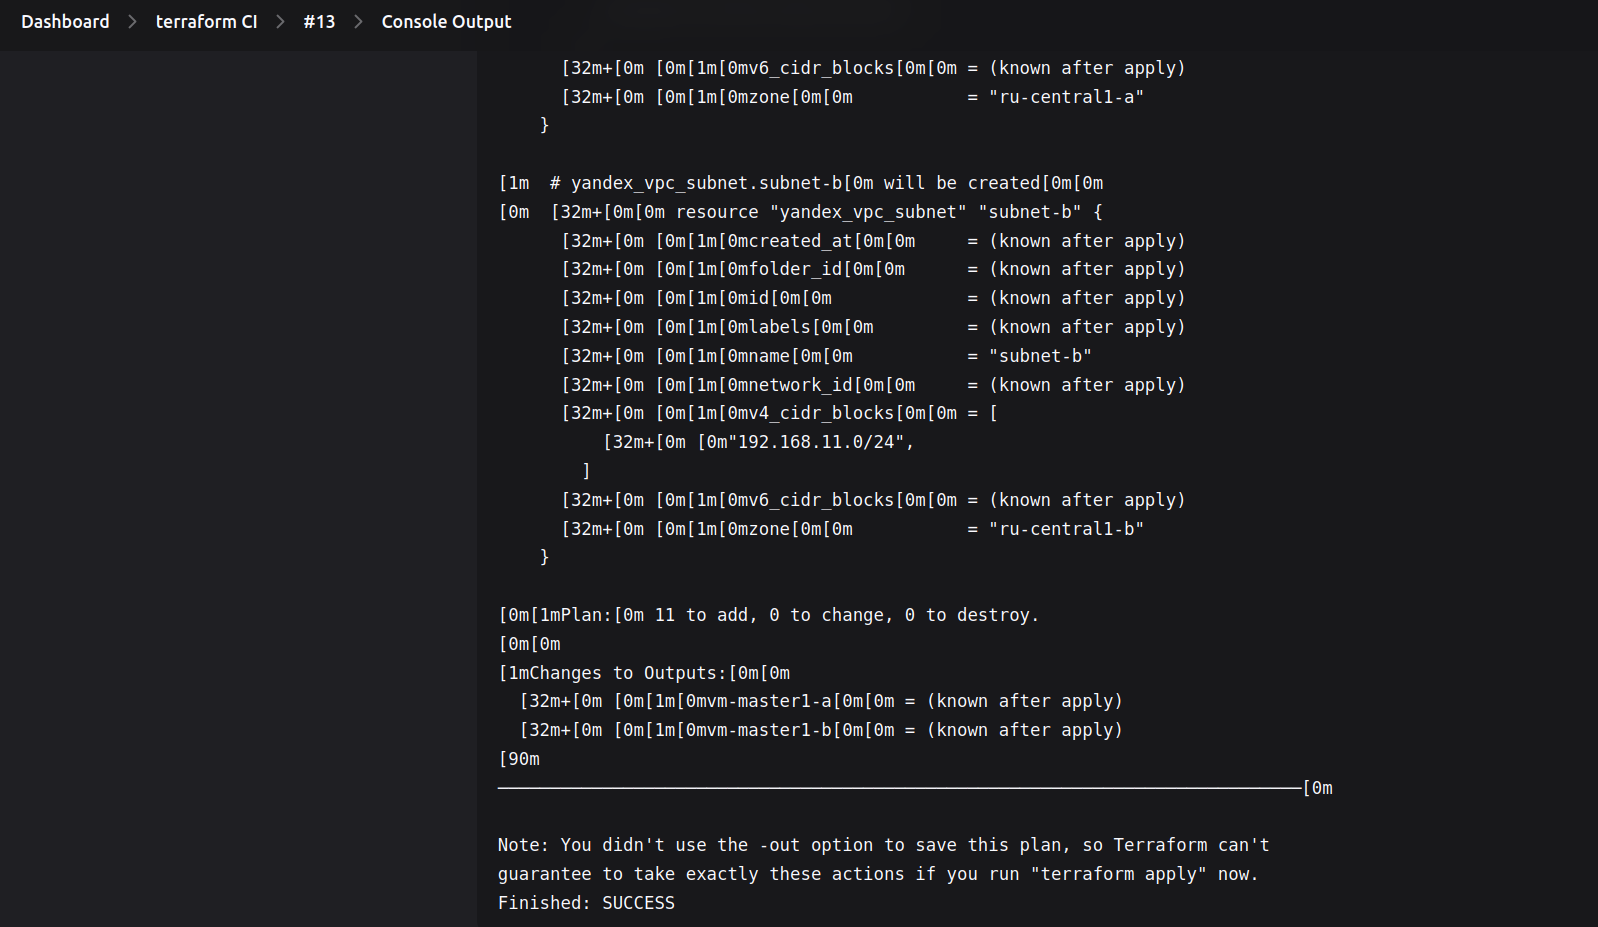 Dashboard > terraform CI > #13 > Console Output
[32m+[0m [0m[1m[0mv6_cidr_blocks[0m[0m = (known after apply)
[32m+[0m [0m[1m[0mzone[0m[0m           = "ru-central1-a"
}
[1m  # yandex_vpc_subnet.subnet-b[0m will be created[0m[0m
[0m  [32m+[0m[0m resource "yandex_vpc_subnet" "subnet-b" {
[32m+[0m [0m[1m[0mcreated_at[0m[0m     = (known after apply)
[32m+[0m [0m[1m[0mfolder_id[0m[0m      = (known after apply)
[32m+[0m [0m[1m[0mid[0m[0m             = (known after apply)
[32m+[0m [0m[1m[0mlabels[0m[0m         = (known after apply)
[32m+[0m [0m[1m[0mname[0m[0m           = "subnet-b"
[32m+[0m [0m[1m[0mnetwork_id[0m[0m     = (known after apply)
[32m+[0m [0m[1m[0mv4_cidr_blocks[0m[0m = [
[32m+[0m [0m"192.168.11.0/24",
]
[32m+[0m [0m[1m[0mv6_cidr_blocks[0m[0m = (known after apply)
[32m+[0m [0m[1m[0mzone[0m[0m           = "ru-central1-b"
}
[0m[1mPlan:[0m 11 to add, 0 to change, 0 to destroy.
[0m[0m
[1mChanges to Outputs:[0m[0m
[32m+[0m [0m[1m[0mvm-master1-a[0m[0m = (known after apply)
[32m+[0m [0m[1m[0mvm-master1-b[0m[0m = (known after apply)
[90m
─────────────────────────────────────────────────────────────────────────────[0m
Note: You didn't use the -out option to save this plan, so Terraform can't
guarantee to take exactly these actions if you run "terraform apply" now.
Finished: SUCCESS